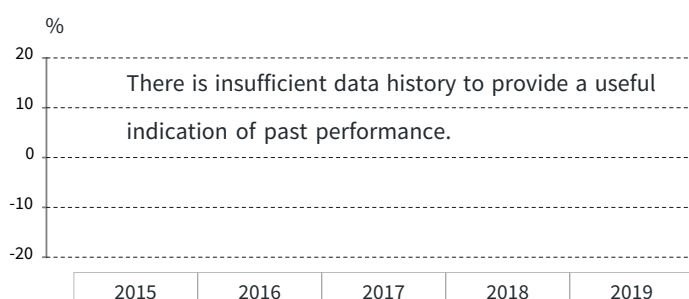 %
20
There is insufficient data history to provide a useful
10
indication of past performance.
0
-10
-20
2015 2016 2017 2018 2019